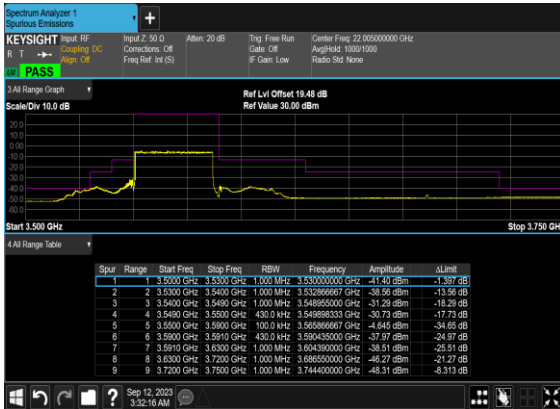 Spectrum Analyzer 1
Spurious Emissions
KEYSIGHT Input: RF Input Z: 50 Ω Atten: 20 dB Trig: Free Run Center Freq: 22.005000000 GHz
R T Coupling: DC Corrections: Off Gate: Off Avg|Hold: 1000/1000
Align: Off Freq Ref: Int (S) IF Gain: Low Radio Std: None
PASS
3 All Range Graph
Ref Lvl Offset 19.48 dB
Scale/Div 10.0 dB Ref Value 30.00 dBm
20.0
10.0
0.00
-10.0
-20.0
-30.0
-40.0
-50.0
-60.0
Start 3.500 GHz Stop 3.750 GH
4 All Range Table
Spur Range Start Freq Stop Freq RBW Frequency Amplitude ΔLimit
1 1 3.5000 GHz 3.5300 GHz 1.000 MHz 3.530000000 GHz -41.40 dBm -1.397 dB
2 2 3.5300 GHz 3.5400 GHz 1.000 MHz 3.532866667 GHz -38.56 dBm -13.56 dB
3 3 3.5400 GHz 3.5490 GHz 1.000 MHz 3.548955000 GHz -31.29 dBm -18.29 dB
4 4 3.5490 GHz 3.5500 GHz 430.0 kHz 3.549898333 GHz -30.73 dBm -17.73 dB
5 5 3.5500 GHz 3.5900 GHz 100.0 kHz 3.565866667 GHz -4.645 dBm -34.65 dB
6 6 3.5900 GHz 3.5910 GHz 430.0 kHz 3.590435000 GHz -37.97 dBm -24.97 dB
7 7 3.5910 GHz 3.6300 GHz 1.000 MHz 3.604390000 GHz -38.51 dBm -25.51 dB
8 8 3.6300 GHz 3.7200 GHz 1.000 MHz 3.686550000 GHz -46.27 dBm -21.27 dB
9 9 3.7200 GHz 3.7500 GHz 1.000 MHz 3.744400000 GHz -48.31 dBm -8.313 dB
Sep 12, 2023
3:32:16 AM